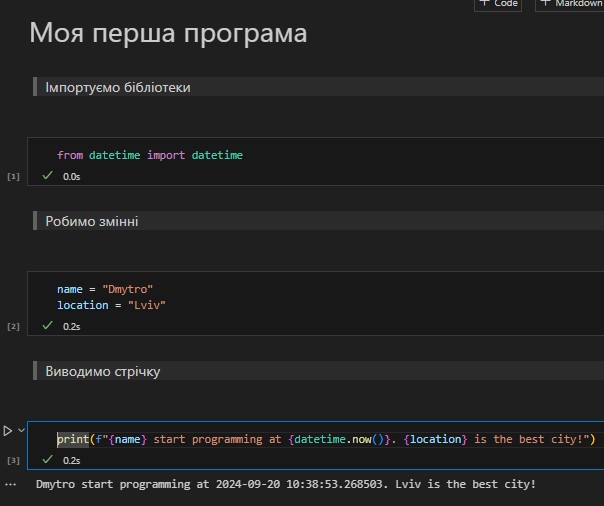 + Code + Markdown
Моя перша програма
Імпортуємо бібліотеки
from datetime import datetime
[1] ✓ 0.0s
Робимо змінні
name = "Dmytro"
location = "Lviv"
[2] ✓ 0.2s
Виводимо стрічку
print(f"{name} start programming at {datetime.now()}. {location} is the best city!")
[3] ✓ 0.2s
... Dmytro start programming at 2024-09-20 10:38:53.268503. Lviv is the best city!